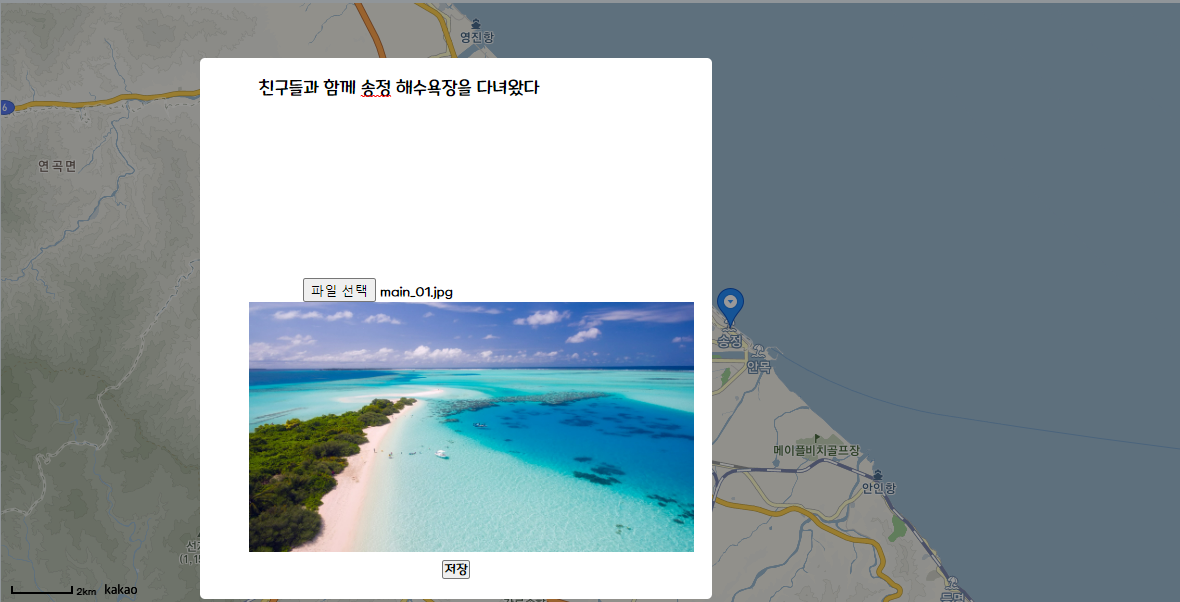 영진항
친구들과 함께 송정 해수욕장을 다녀왔다
6
연곡면
파일 선택 main_01.jpg
송정
안목
메이플비치골프장
안인항
저장
2km kakao